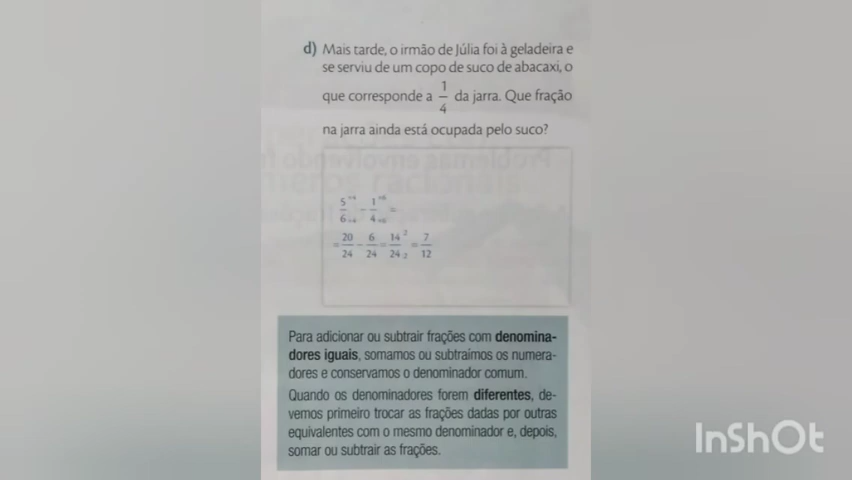 d) Mais tarde, o irmão de Júlia foi à geladeira e
se serviu de um copo de suco de abacaxi, o
que corresponde a 1/4 da jarra. Que fração
na jarra ainda está ocupada pelo suco?
5/6 - 1/4 =
= 20/24 - 6/24 = 14/24 = 7/12
Para adicionar ou subtrair frações com denomina-
dores iguais, somamos ou subtraímos os numera-
dores e conservamos o denominador comum.
Quando os denominadores forem diferentes, de-
vemos primeiro trocar as frações dadas por outras
equivalentes com o mesmo denominador e, depois,
somar ou subtrair as frações.
InShOt